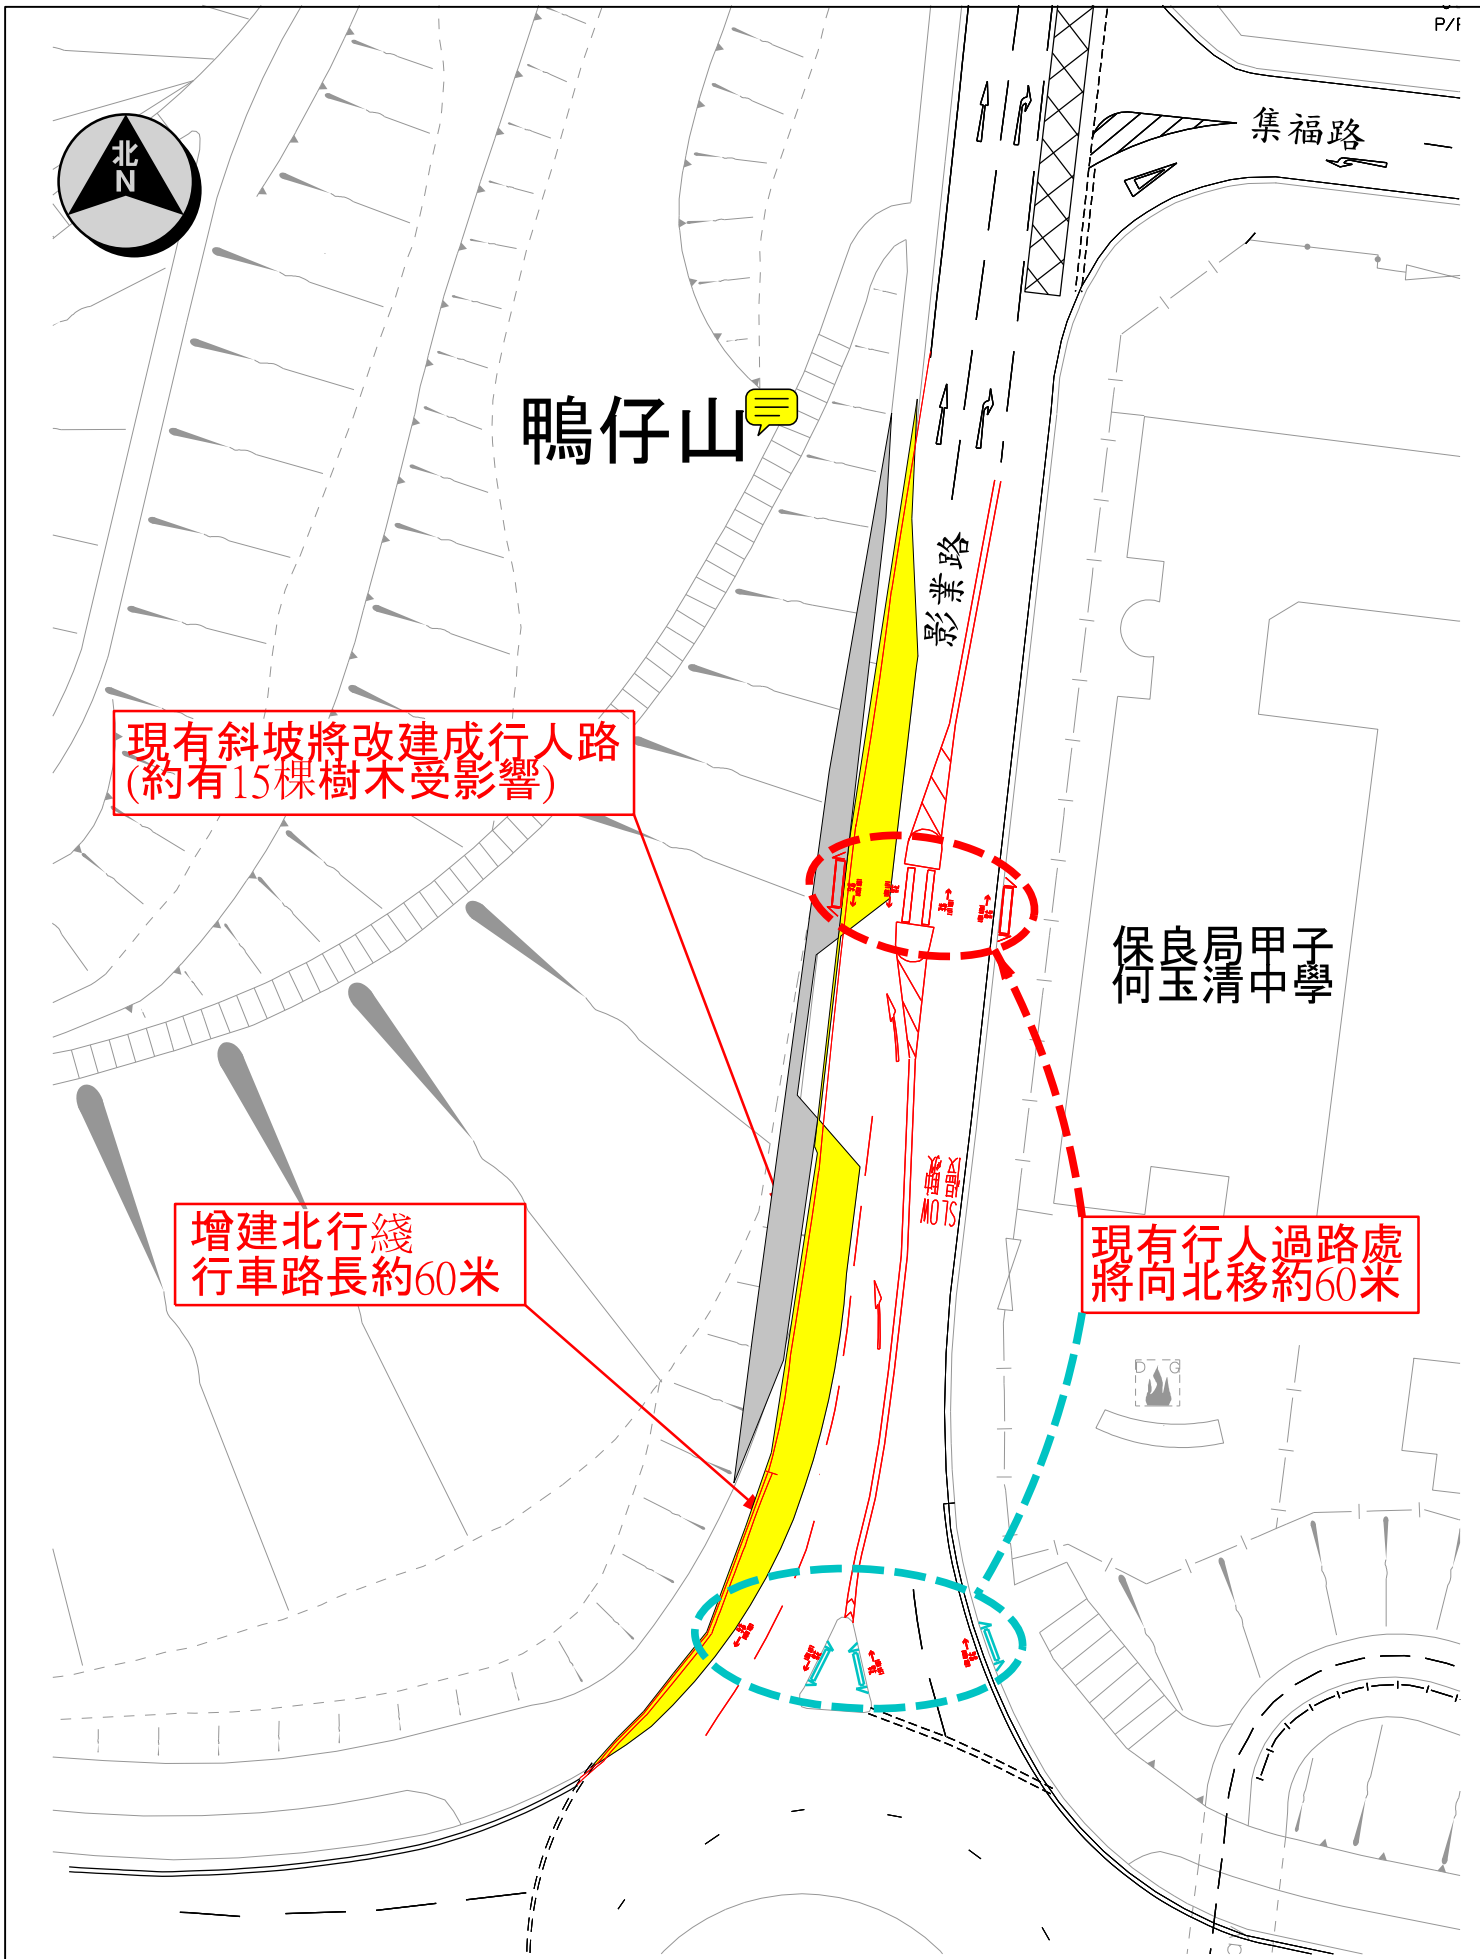 P/F
集福路
北
N
鴨仔山
影業路
現有斜坡將改建成行人路
(約有15棵樹木受影響)
保良局甲子
何玉清中學
增建北行綫
行車路長約60米
現有行人過路處
將向北移約60米
D G